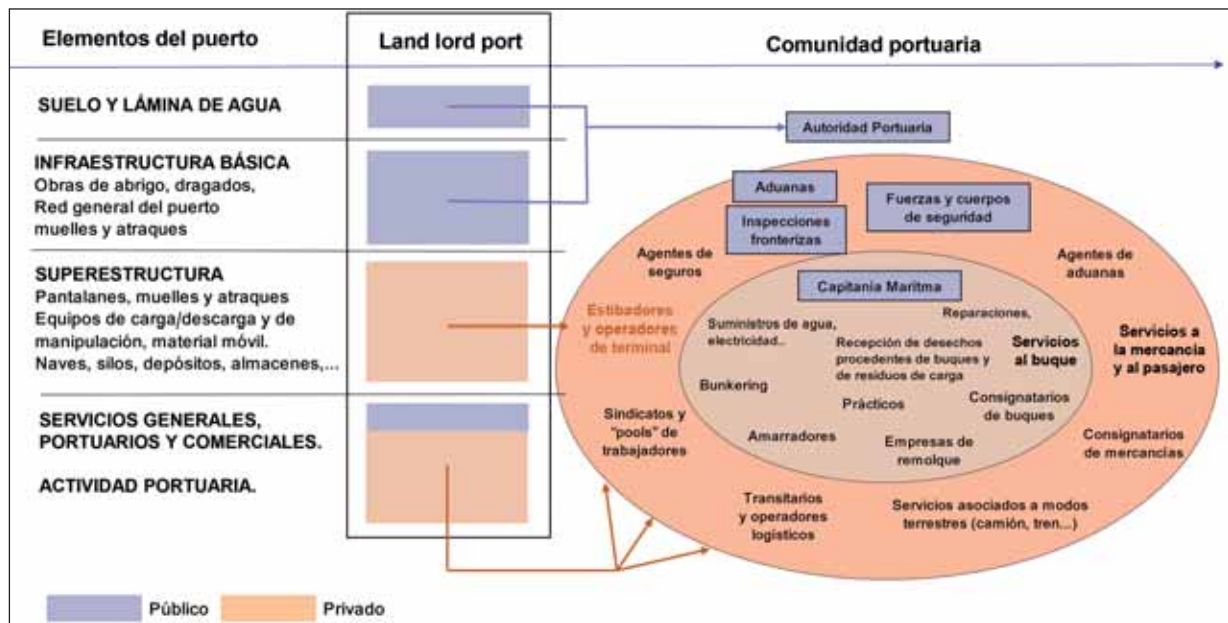 Elementos del puerto
Land lord port
Comunidad portuaria
SUELO Y LÁMINA DE AGUA
INFRAESTRUCTURA BÁSICA
Obras de abrigo, dragados,
Red general del puerto
muelles y atraques
SUPERESTRUCTURA
Pantalanes, muelles y atraques
Equipos de carga/descarga y de
manipulación, material móvil.
Naves, silos, depósitos, almacenes,...
SERVICIOS GENERALES,
PORTUARIOS Y COMERCIALES.
ACTIVIDAD PORTUARIA.
Autoridad Portuaria
Aduanas
Fuerzas y cuerpos
de seguridad
Inspecciones
fronterizas
Agentes de
seguros
Agentes de
aduanas
Capitanía Marítma
Estibadores
y operadores
de terminal
Suministros de agua,
electricidad..
Reparaciones,
Recepción de desechos
procedentes de buques y
de residuos de carga
Servicios
al buque
Servicios a
la mercancía
y al pasajero
Bunkering
Prácticos
Consignatarios
de buques
Sindicatos y
"pools" de
trabajadores
Amarradores
Empresas de
remolque
Consignatarios
de mercancías
Transitarios
y operadores
logísticos
Servicios asociados a modos
terrestres (camión, tren...)
Público
Privado